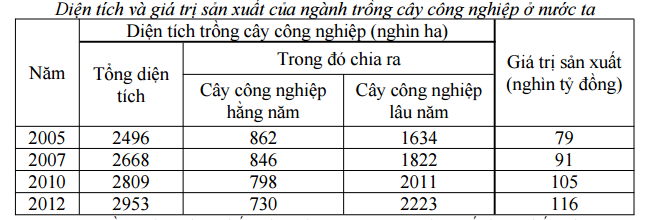 Diện tích và giá trị sản xuất của ngành trồng cây công nghiệp ở nước ta
Năm
Diện tích trồng cây công nghiệp (nghìn ha)
Giá trị sản xuất
(nghìn tỷ đồng)
Tổng diện
tích
Trong đó chia ra
Cây công nghiệp
hằng năm
Cây công nghiệp
lâu năm
2005 2496 862 1634 79
2007 2668 846 1822 91
2010 2809 798 2011 105
2012 2953 730 2223 116